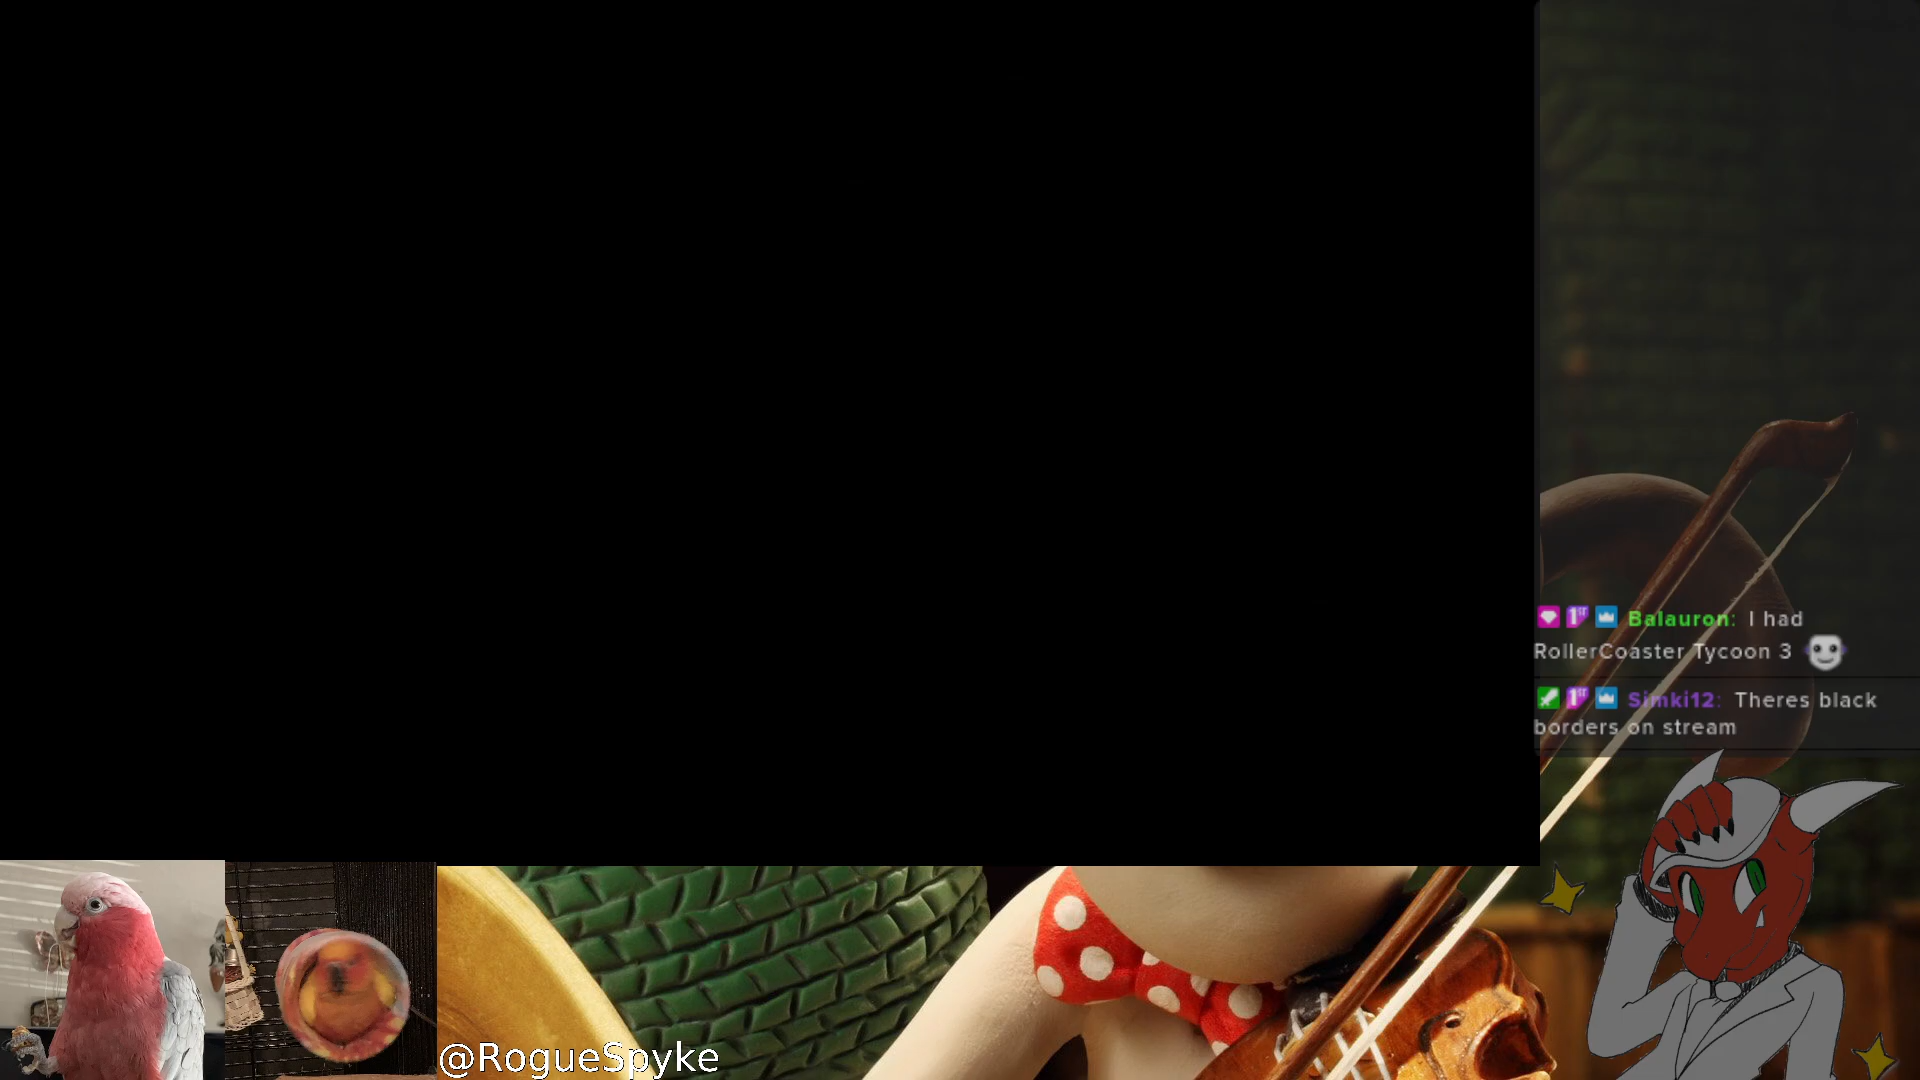 Balauron: I had
RollerCoaster Tycoon 3
Simki12: Theres black
borders on stream
@RogueSpyke